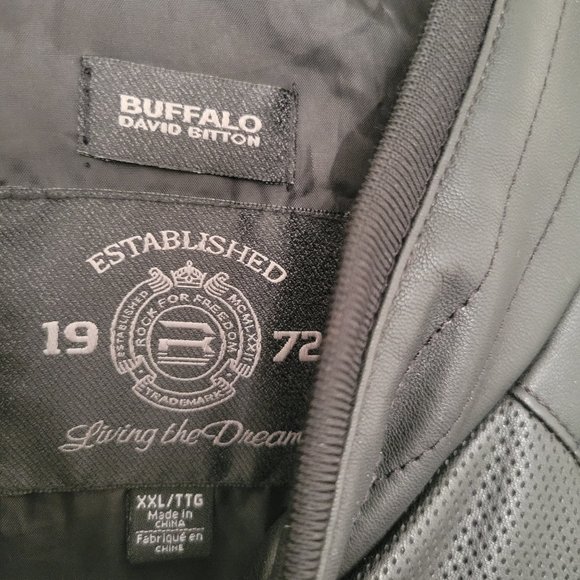 BUFFALO
DAVID BITTON
ESTABLISHED
ESTABLISHED MCMLXXII
ROCK FOR FREEDOM
19 72
TRADEMARK
Living the Dream
XXL/TTG
Made in
CHINA
Fabriqué en
CHINE